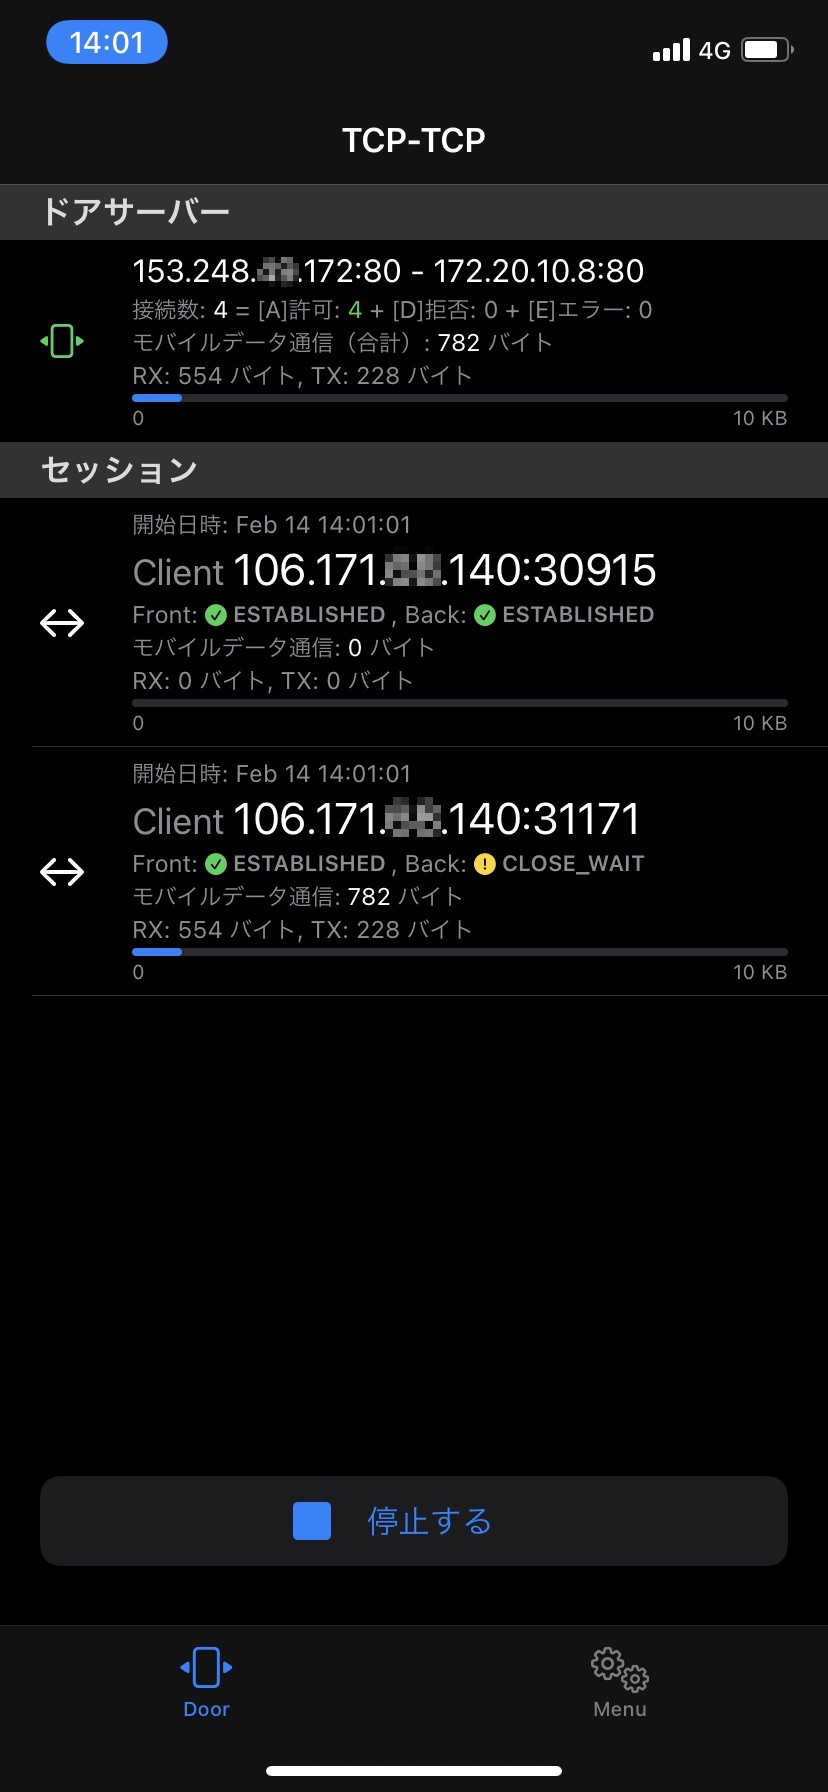 14:01
4G
TCP-TCP
ドアサーバー
153.248. .172:80 - 172.20.10.8:80
接続数: 4 = [A]許可: 4 + [D]拒否: 0 + [E]エラー: 0
モバイルデータ通信（合計）: 782 バイト
RX: 554 バイト, TX: 228 バイト
0 10 KB
セッション
開始日時: Feb 14 14:01:01
Client 106.171. .140:30915
Front: ESTABLISHED , Back: ESTABLISHED
モバイルデータ通信: 0 バイト
RX: 0 バイト, TX: 0 バイト
0 10 KB
開始日時: Feb 14 14:01:01
Client 106.171. .140:31171
Front: ESTABLISHED , Back: CLOSE_WAIT
モバイルデータ通信: 782 バイト
RX: 554 バイト, TX: 228 バイト
0 10 KB
停止する
Door Menu